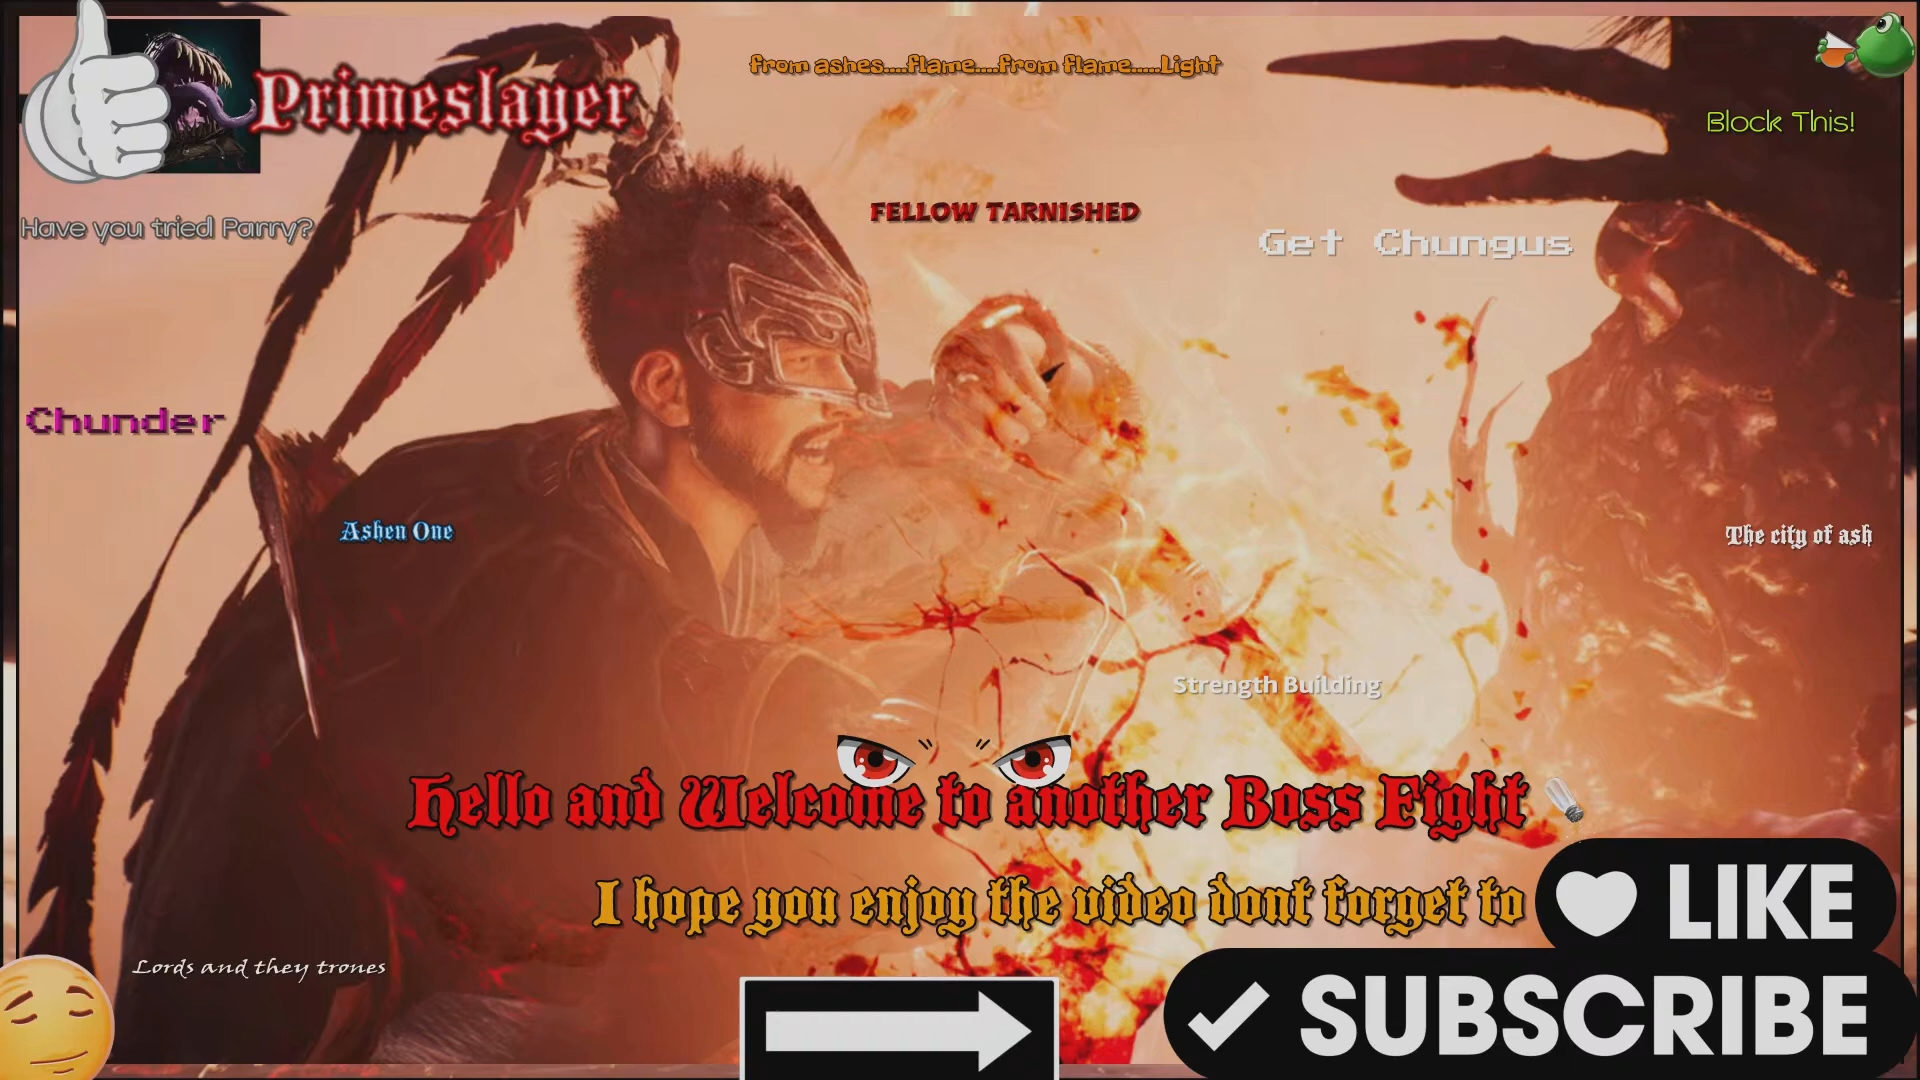 from ashes....flame....from flame.....Light
Primeslayer
Block This!
FELLOW TARNISHED
Have you tried Parry?
Get Chungus
Chunder
Ashen One
The city of ash
Strength Building
Hello and Welcome to another Boss Fight
I hope you enjoy the video dont forget to
LIKE
Lords and they trones
SUBSCRIBE